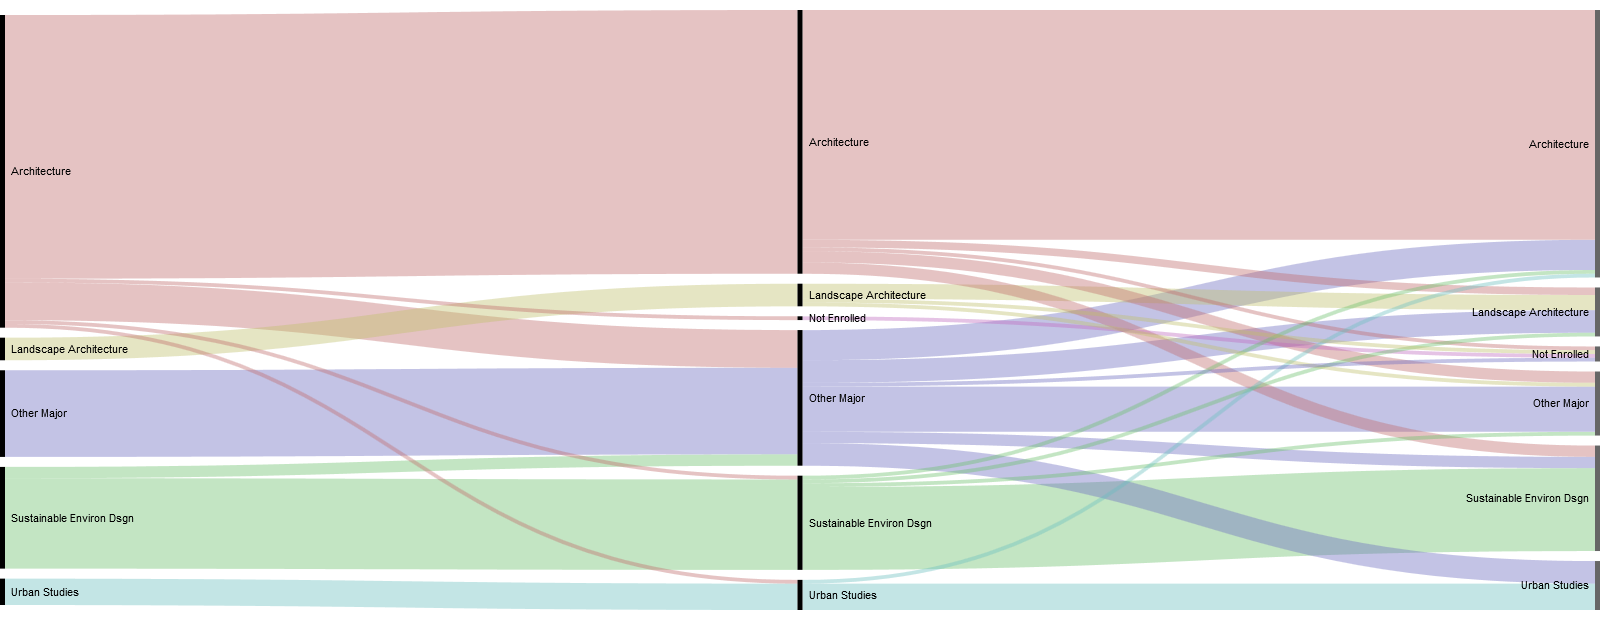 Architecture
Landscape Architecture
Other Major
Sustainable Environ Dsgn
Urban Studies
Architecture
Landscape Architecture
Not Enrolled
Other Major
Sustainable Environ Dsgn
Urban Studies
Architecture
Landscape Architecture
Not Enrolled
Other Major
Sustainable Environ Dsgn
Urban Studies